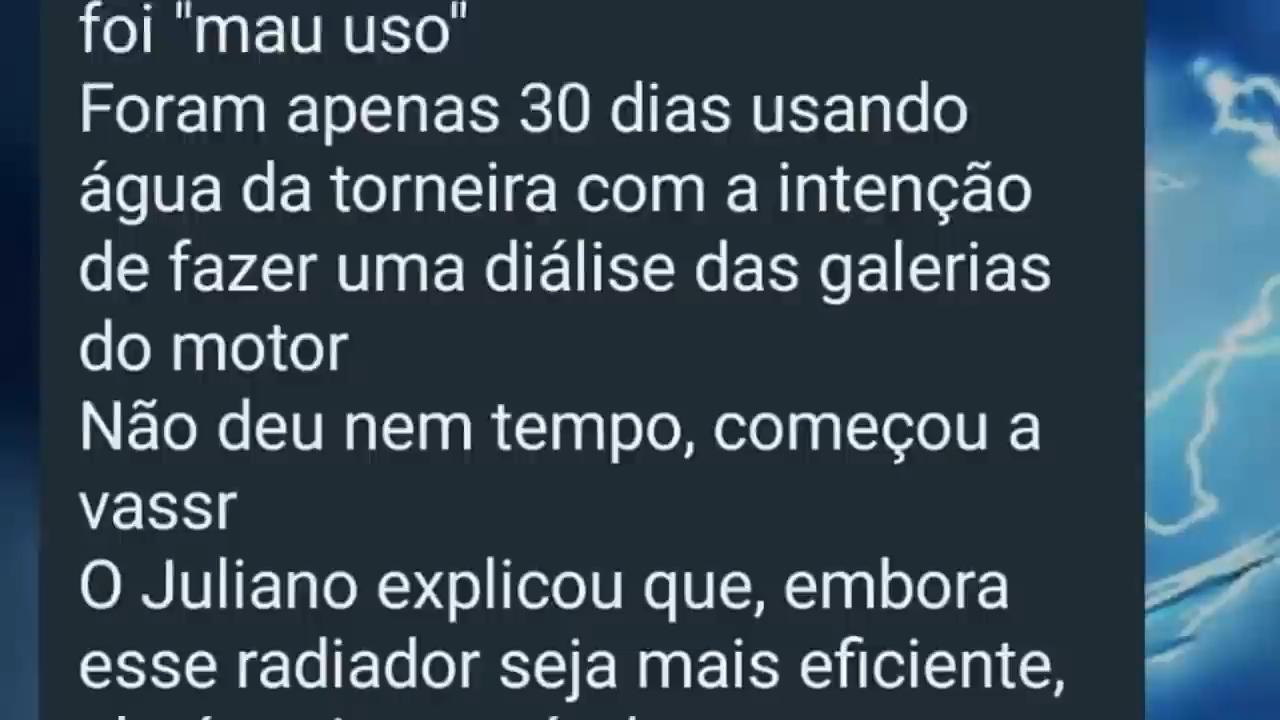 foi "mau uso"
Foram apenas 30 dias usando
água da torneira com a intenção
de fazer uma diálise das galerias
do motor
Não deu nem tempo, começou a
vassr
O Juliano explicou que, embora
esse radiador seja mais eficiente,